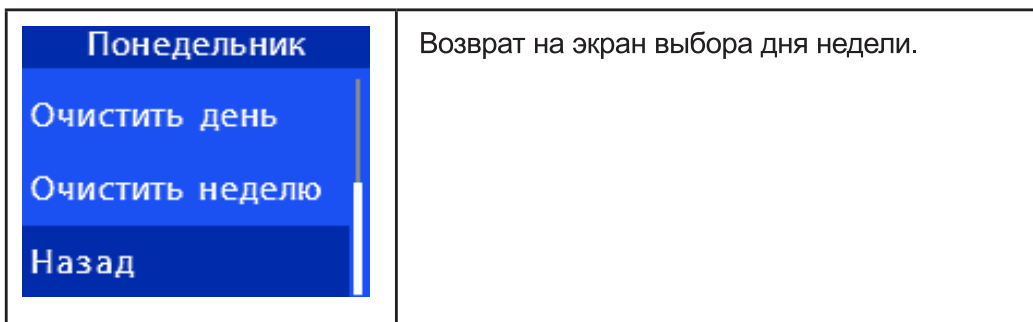 Понедельник
Очистить день
Очистить неделю
Назад
Возврат на экран выбора дня недели.